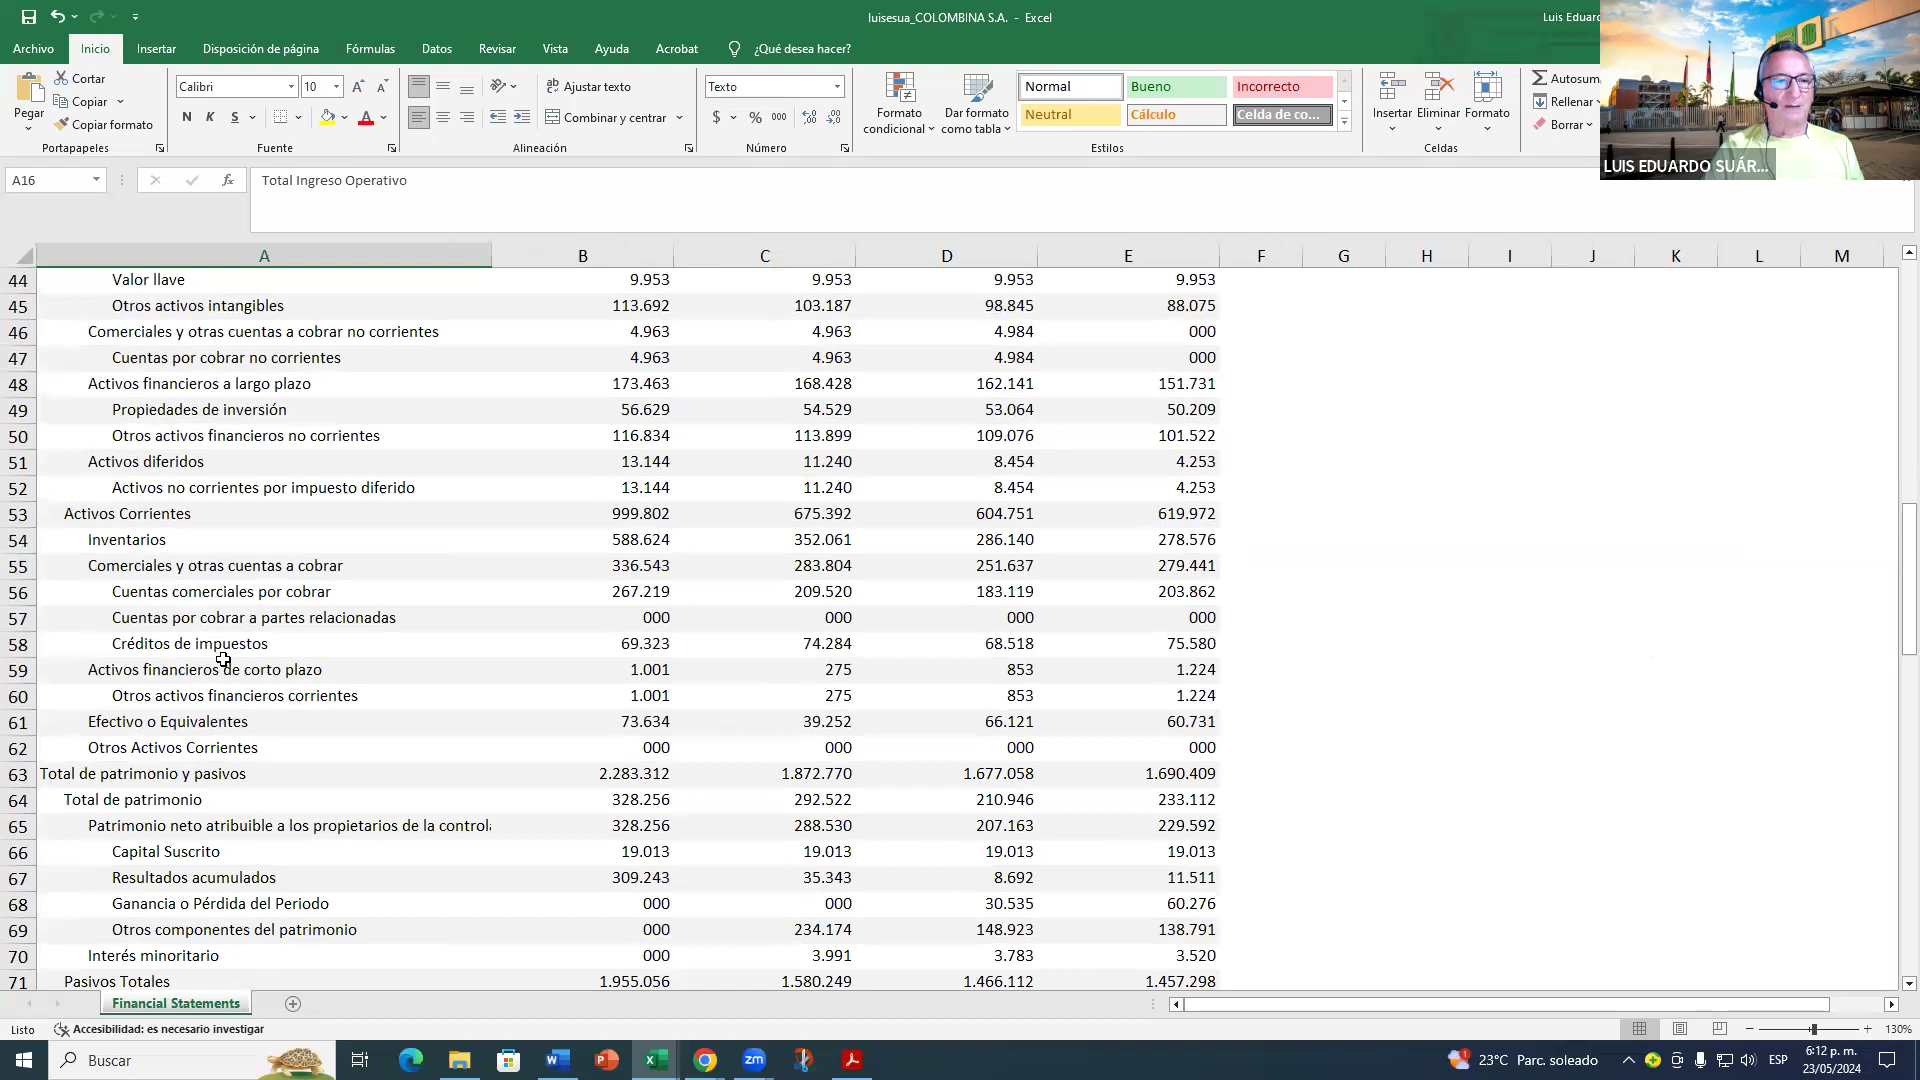 luisesua_COLOMBINA S.A. - Excel
Luis Eduar
Archivo Inicio Insertar Disposición de página Fórmulas Datos Revisar Vista Ayuda Acrobat ¿Qué desea hacer?
Pegar
Cortar
Copiar
Copiar formato
Portapapeles
Calibri 10
N K S
Fuente
Ajustar texto
Combinar y centrar
Alineación
Texto
$ % 000
Número
Formato condicional
Dar formato como tabla
Normal Bueno Incorrecto
Neutral Cálculo Celda de co...
Estilos
Insertar Eliminar Formato
Celdas
Autosum
Rellenar
Borrar
LUIS EDUARDO SUÁR...
A16 fx Total Ingreso Operativo
A B C D E F G H I J K L M
44 Valor llave 9.953 9.953 9.953 9.953
45 Otros activos intangibles 113.692 103.187 98.845 88.075
46 Comerciales y otras cuentas a cobrar no corrientes 4.963 4.963 4.984 000
47 Cuentas por cobrar no corrientes 4.963 4.963 4.984 000
48 Activos financieros a largo plazo 173.463 168.428 162.141 151.731
49 Propiedades de inversión 56.629 54.529 53.064 50.209
50 Otros activos financieros no corrientes 116.834 113.899 109.076 101.522
51 Activos diferidos 13.144 11.240 8.454 4.253
52 Activos no corrientes por impuesto diferido 13.144 11.240 8.454 4.253
53 Activos Corrientes 999.802 675.392 604.751 619.972
54 Inventarios 588.624 352.061 286.140 278.576
55 Comerciales y otras cuentas a cobrar 336.543 283.804 251.637 279.441
56 Cuentas comerciales por cobrar 267.219 209.520 183.119 203.862
57 Cuentas por cobrar a partes relacionadas 000 000 000 000
58 Créditos de impuestos 69.323 74.284 68.518 75.580
59 Activos financieros de corto plazo 1.001 275 853 1.224
60 Otros activos financieros corrientes 1.001 275 853 1.224
61 Efectivo o Equivalentes 73.634 39.252 66.121 60.731
62 Otros Activos Corrientes 000 000 000 000
63 Total de patrimonio y pasivos 2.283.312 1.872.770 1.677.058 1.690.409
64 Total de patrimonio 328.256 292.522 210.946 233.112
65 Patrimonio neto atribuible a los propietarios de la control 328.256 288.530 207.163 229.592
66 Capital Suscrito 19.013 19.013 19.013 19.013
67 Resultados acumulados 309.243 35.343 8.692 11.511
68 Ganancia o Pérdida del Periodo 000 000 30.535 60.276
69 Otros componentes del patrimonio 000 234.174 148.923 138.791
70 Interés minoritario 000 3.991 3.783 3.520
71 Pasivos Totales 1.955.056 1.580.249 1.466.112 1.457.298
Financial Statements
Listo Accesibilidad: es necesario investigar 130%
Buscar
23°C Parc. soleado ESP
6:12 p. m.
23/05/2024